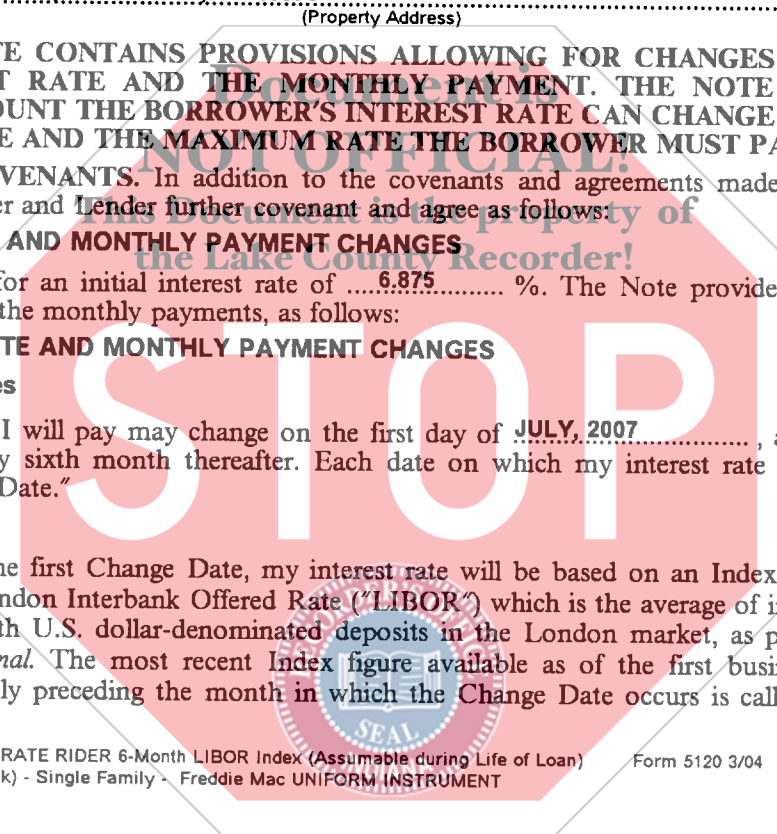 (Property Address)
TE CONTAINS PROVISIONS ALLOWING FOR CHANGES
T RATE AND THE MONTHLY PAYMENT. THE NOTE
OUNT THE BORROWER'S INTEREST RATE CAN CHANGE
E AND THE MAXIMUM RATE THE BORROWER MUST PA
VENANTS. In addition to the covenants and agreements made
er and Lender further covenant and agree as follows:
AND MONTHLY PAYMENT CHANGES
for an initial interest rate of .....6.875.......... %. The Note provide
the monthly payments, as follows:
TE AND MONTHLY PAYMENT CHANGES
es
I will pay may change on the first day of JULY, 2007 ................ , a
y sixth month thereafter. Each date on which my interest rate
Date."
ne first Change Date, my interest rate will be based on an Index
ndon Interbank Offered Rate ("LIBOR") which is the average of i
th U.S. dollar-denominated deposits in the London market, as p
nal. The most recent Index figure available as of the first busi
ly preceding the month in which the Change Date occurs is call
RATE RIDER 6-Month LIBOR Index (Assumable during Life of Loan) Form 5120 3/04
k) - Single Family - Freddie Mac UNIFORM INSTRUMENT
Document is
NOT OFFICIAL!
This Document is the property of
the Lake County Recorder!
STOP
SEAL
INDIANA